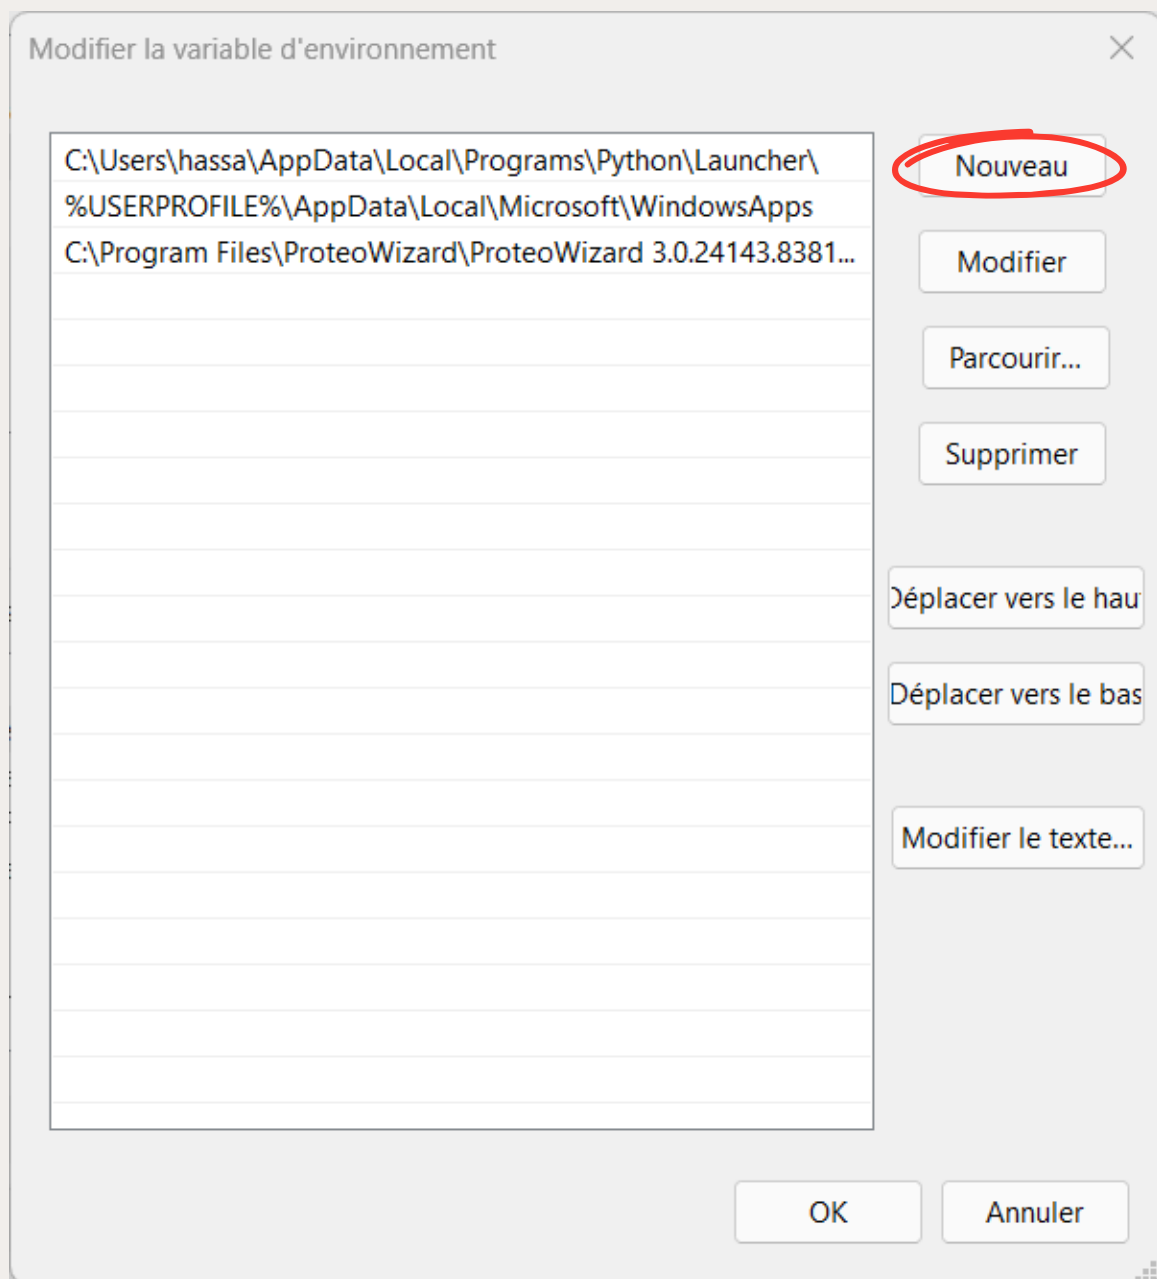 Modifier la variable d'environnement
C:\Users\hassa\AppData\Local\Programs\Python\Launcher\
%USERPROFILE%\AppData\Local\Microsoft\WindowsApps
C:\Program Files\ProteoWizard\ProteoWizard 3.0.24143.8381...
Nouveau
Modifier
Parcourir...
Supprimer
Déplacer vers le hau
Déplacer vers le bas
Modifier le texte...
OK
Annuler